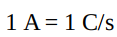 1 A = 1 C/s